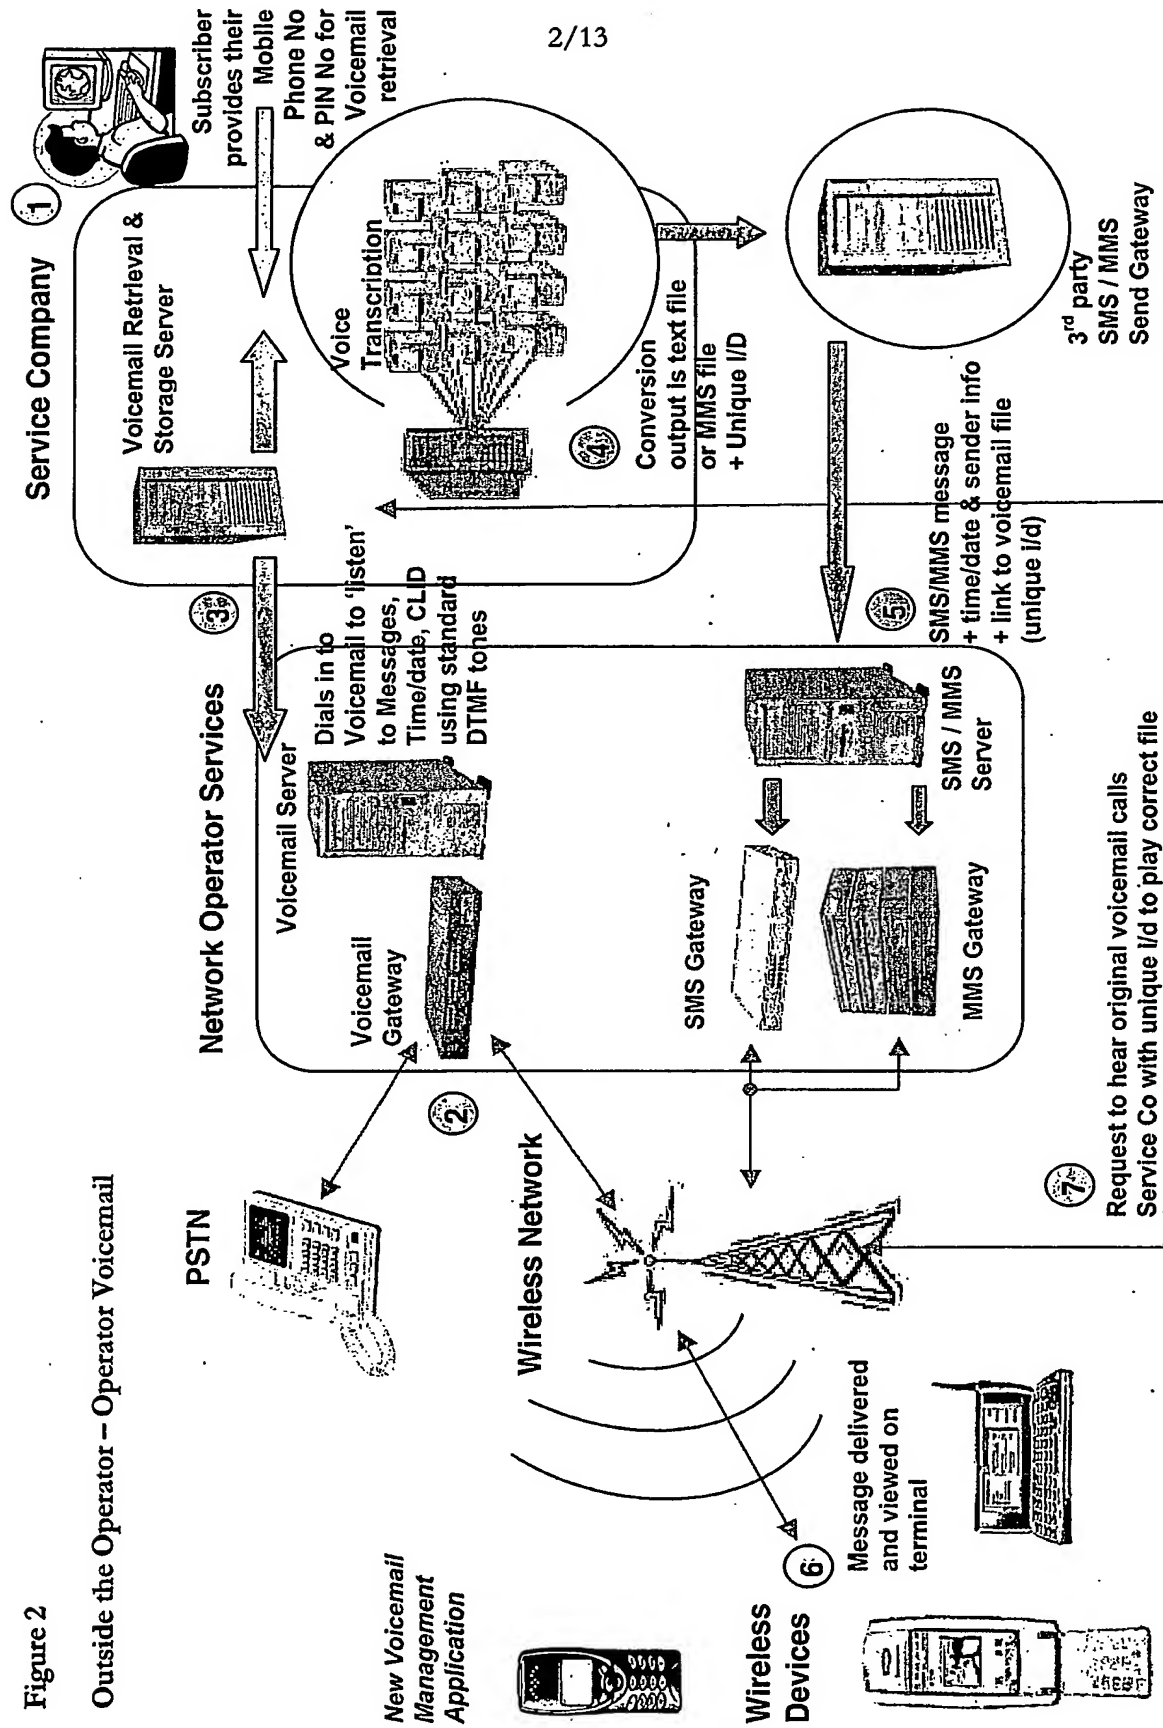 2/13
Figure 2
Outside the Operator – Operator Voicemail
Service Company
1
Subscriber
provides their
Mobile
Phone No
& PIN No for
Voicemail
retrieval
Voicemail Retrieval &
Storage Server
Voice
Transcription
3
Dials in to
Voicemail to 'listen'
to Messages,
Time/date, CLID
using standard
DTMF tones
4
Conversion
output is text file
or MMS file
+ Unique I/D
3rd party
SMS / MMS
Send Gateway
5
SMS/MMS message
+ time/date & sender info
+ link to voicemail file
(unique i/d)
Network Operator Services
Voicemail Server
Voicemail
Gateway
SMS Gateway
MMS Gateway
SMS / MMS
Server
2
PSTN
Wireless Network
7
Request to hear original voicemail calls
Service Co with unique I/d to play correct file
New Voicemail
Management
Application
Wireless
Devices
6
Message delivered
and viewed on
terminal